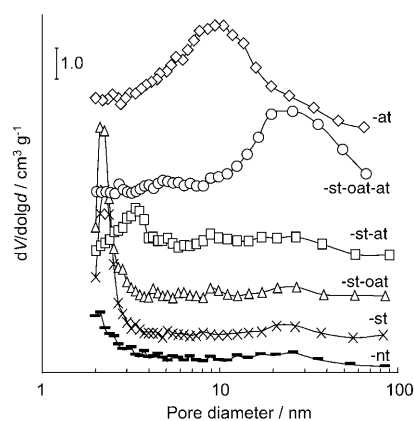 1.0
-at
-st-oat-at
-st-at
-st-oat
-st
-nt
dV/dolgd / cm³ g⁻¹
1 10 100
Pore diameter / nm